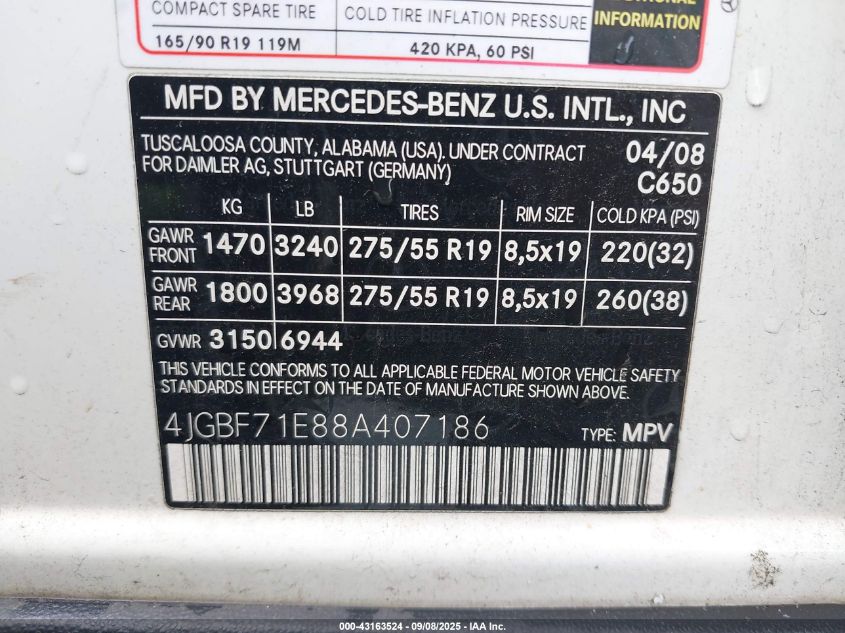 COMPACT SPARE TIRE COLD TIRE INFLATION PRESSURE
INFORMATION
165/90 R19 119M 420 KPA, 60 PSI
MFD BY MERCEDES-BENZ U.S. INTL., INC
TUSCALOOSA COUNTY, ALABAMA (USA). UNDER CONTRACT 04/08
FOR DAIMLER AG, STUTTGART (GERMANY) C650
KG LB TIRES RIM SIZE COLD KPA (PSI)
GAWR FRONT 1470 3240 275/55 R19 8,5x19 220(32)
GAWR REAR 1800 3968 275/55 R19 8,5x19 260(38)
GVWR 3150 6944
THIS VEHICLE CONFORMS TO ALL APPLICABLE FEDERAL MOTOR VEHICLE SAFETY
STANDARDS IN EFFECT ON THE DATE OF MANUFACTURE SHOWN ABOVE.
4JGBF71E88A407186 TYPE: MPV
000-43163524 - 09/08/2025 - IAA Inc.